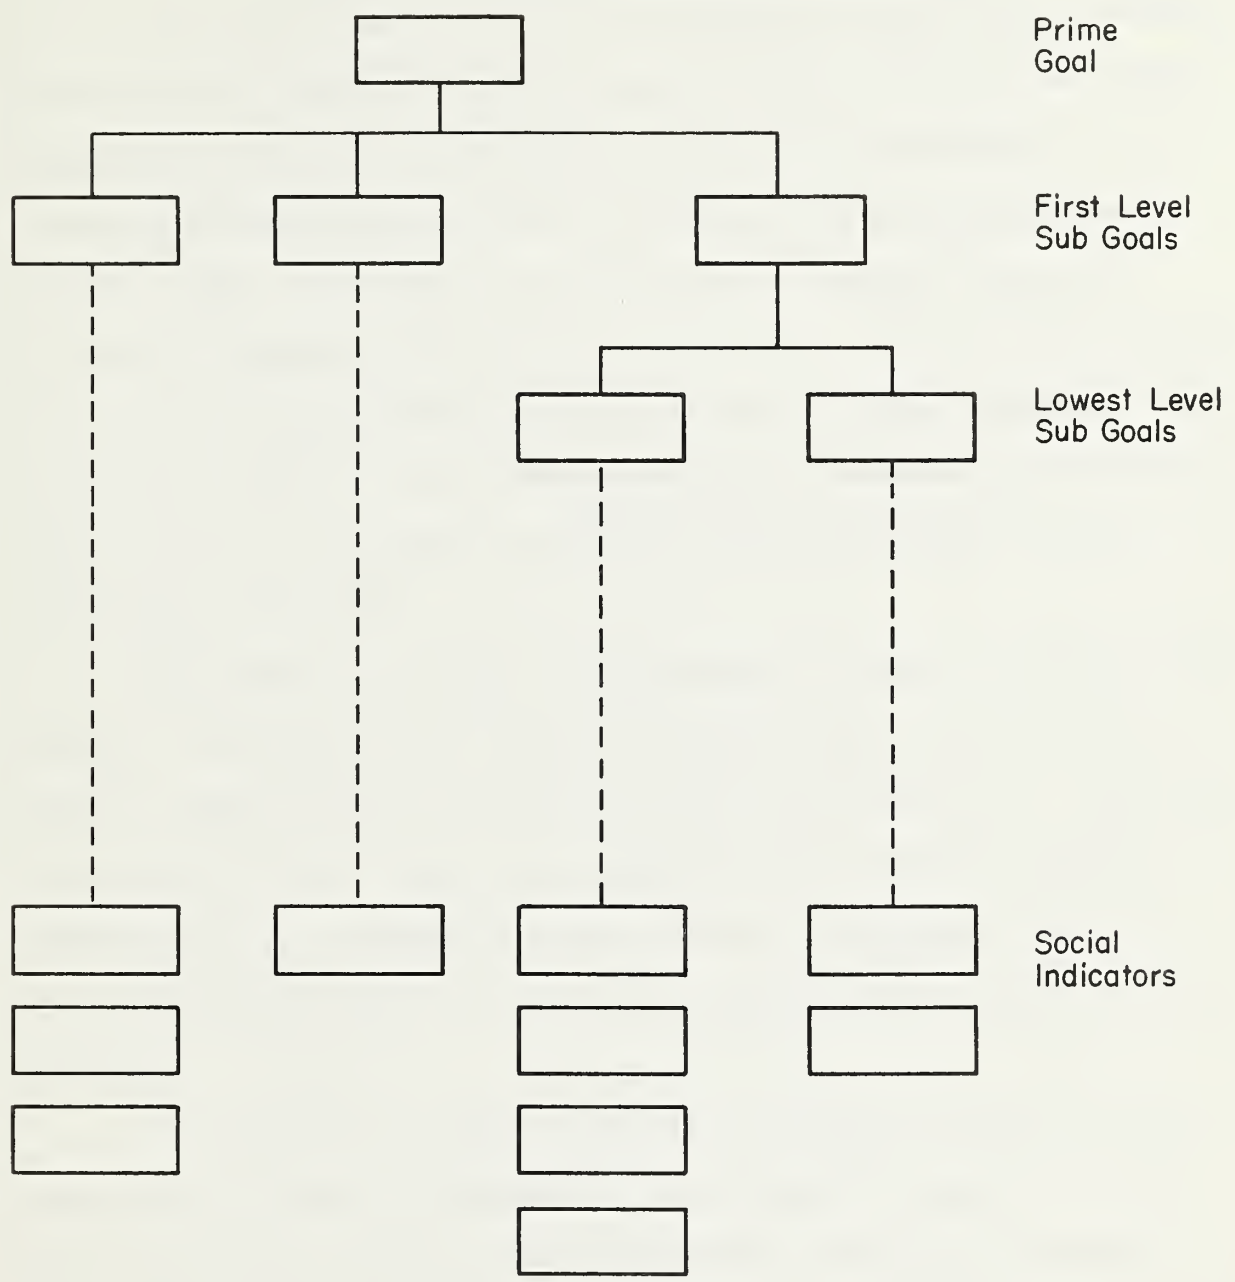 Prime
Goal
First Level
Sub Goals
Lowest Level
Sub Goals
Social
Indicators